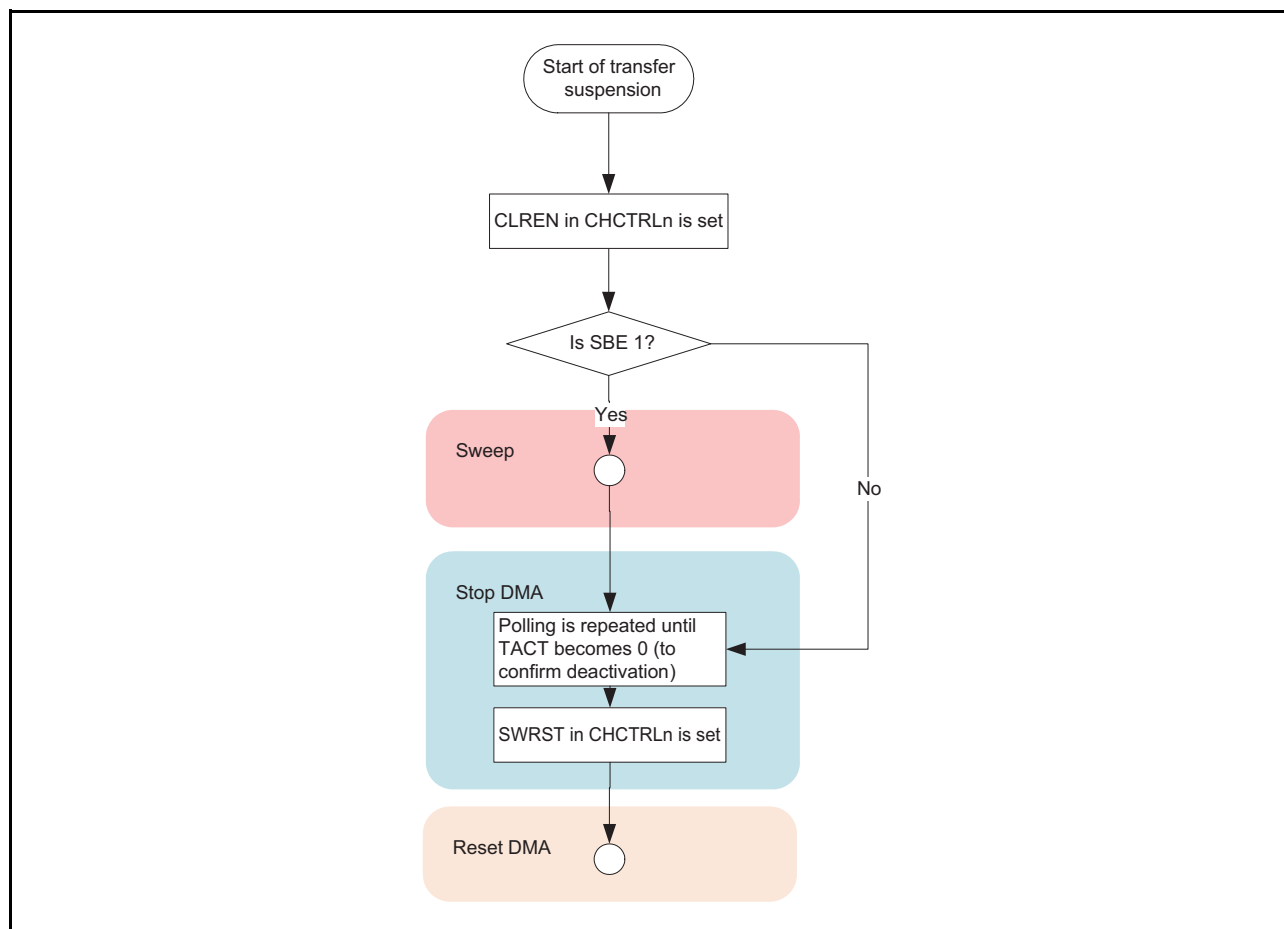 Start of transfer
suspension
CLREN in CHCTRLn is set
Is SBE 1?
Yes
Sweep
No
Stop DMA
Polling is repeated until
TACT becomes 0 (to
confirm deactivation)
SWRST in CHCTRLn is set
Reset DMA